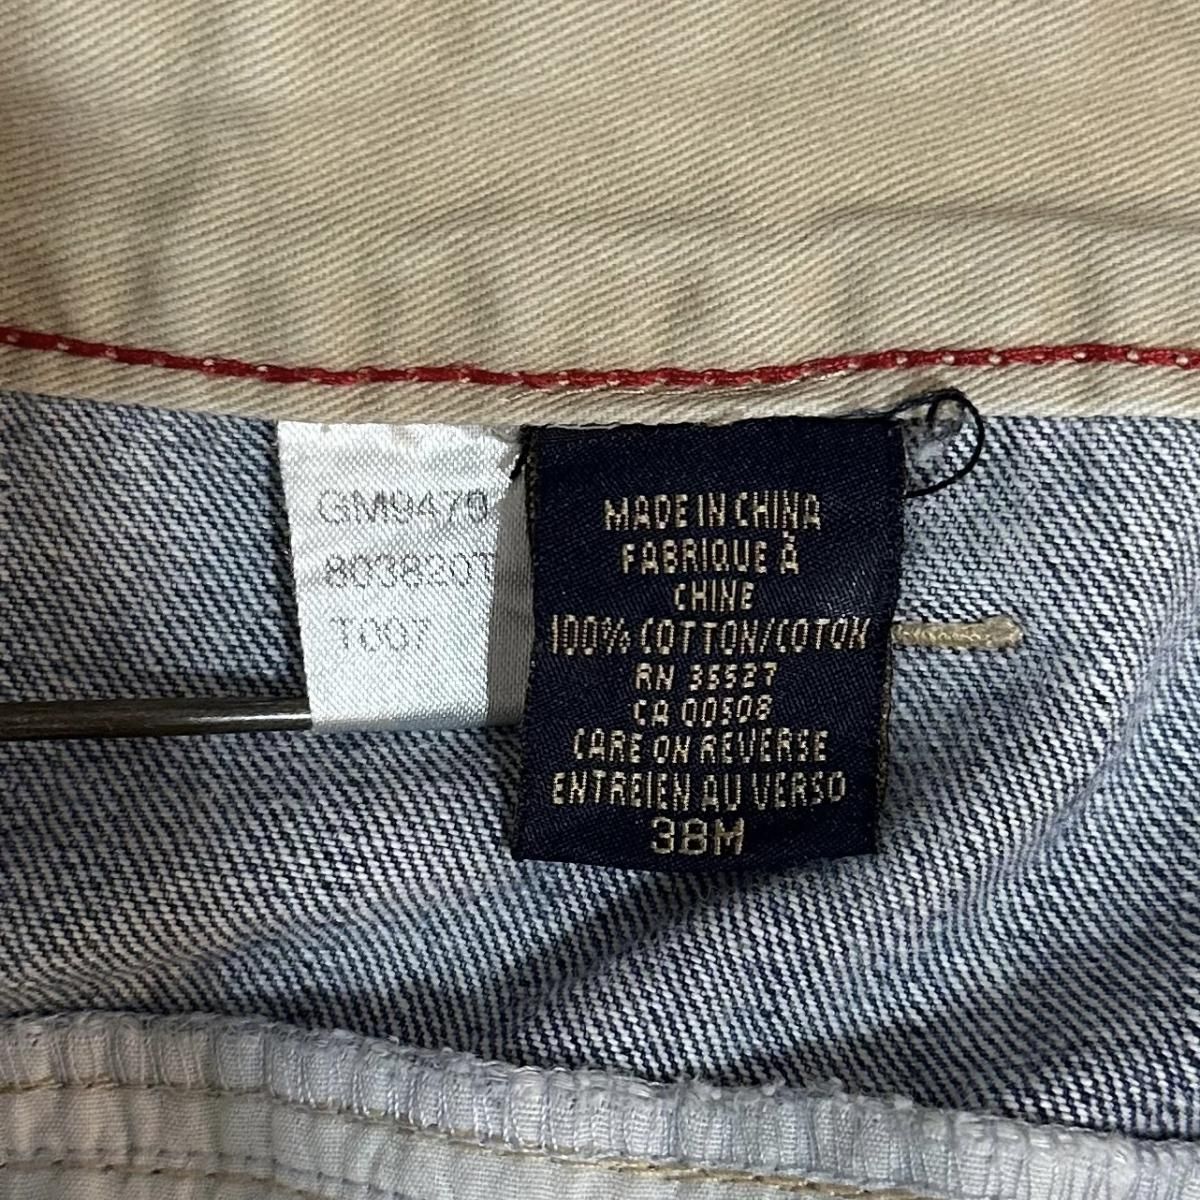 GM9479
803820T
T007
MADE IN CHINA
FABRIQUE À
CHINE
100% COTTON/COTON
RN 35527
CA 00508
CARE ON REVERSE
ENTREIEN AU VERSO
38M